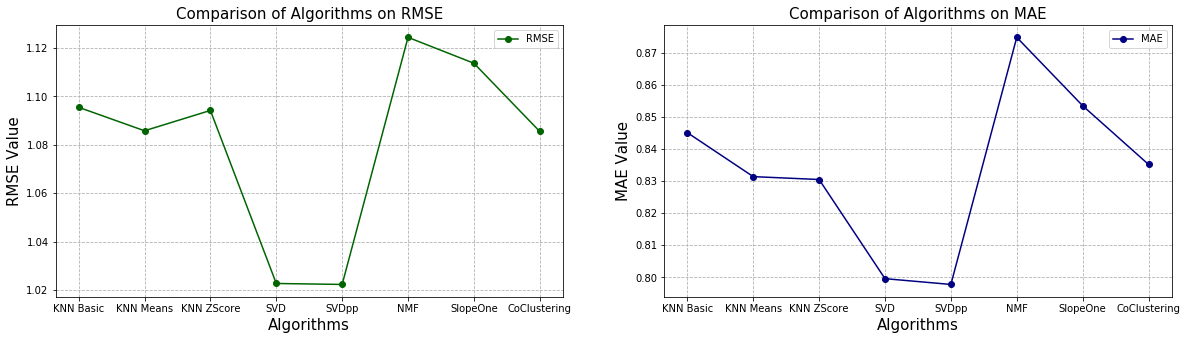 Comparison of Algorithms on RMSE
RMSE
1.12
1.10
1.08
1.06
1.04
1.02
RMSE Value
KNN Basic KNN Means KNN ZScore SVD SVDpp NMF SlopeOne CoClustering
Algorithms
Comparison of Algorithms on MAE
MAE
0.87
0.86
0.85
0.84
0.83
0.82
0.81
0.80
MAE Value
KNN Basic KNN Means KNN ZScore SVD SVDpp NMF SlopeOne CoClustering
Algorithms